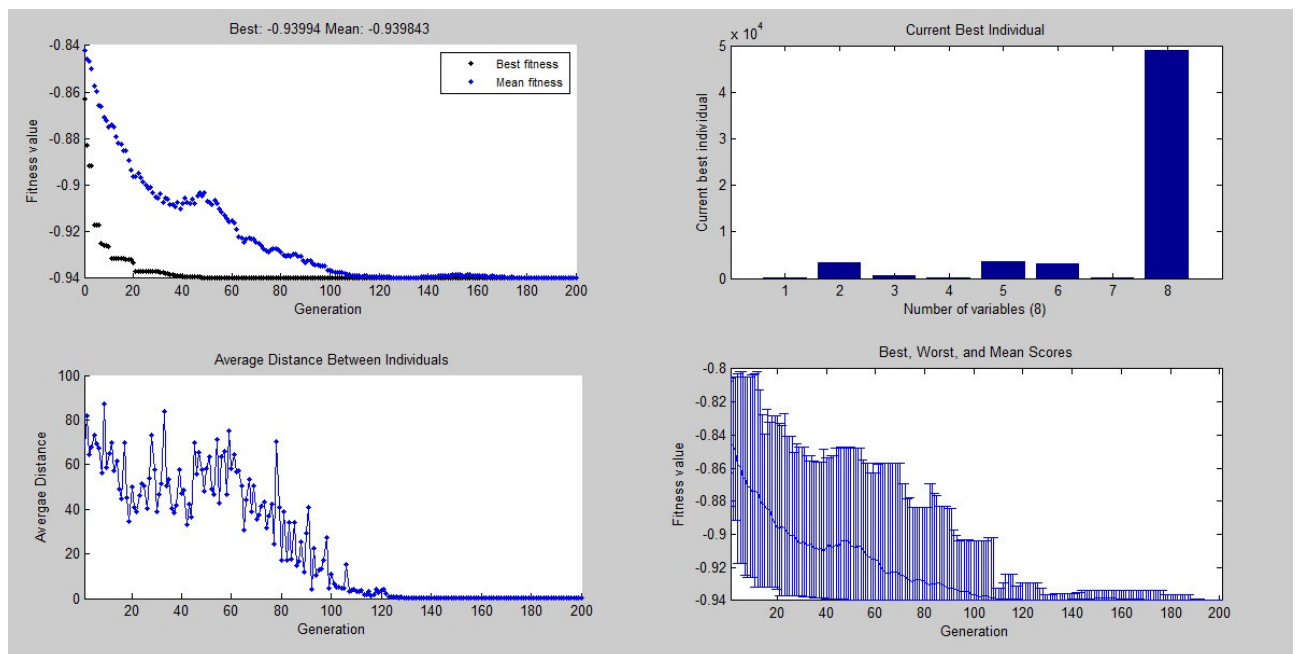 Best: -0.93994 Mean: -0.939843
-0.84
-0.86
-0.88
-0.9
-0.92
-0.94
Fitness value
Best fitness
Mean fitness
0 20 40 60 80 100 120 140 160 180 200
Generation
Current Best Individual
x 10^4
5
4
3
2
1
0
Current best individual
1 2 3 4 5 6 7 8
Number of variables (8)
Average Distance Between Individuals
100
80
60
40
20
0
Avergae Distance
20 40 60 80 100 120 140 160 180 200
Generation
Best, Worst, and Mean Scores
-0.8
-0.82
-0.84
-0.86
-0.88
-0.9
-0.92
-0.94
Fitness value
20 40 60 80 100 120 140 160 180 200
Generation